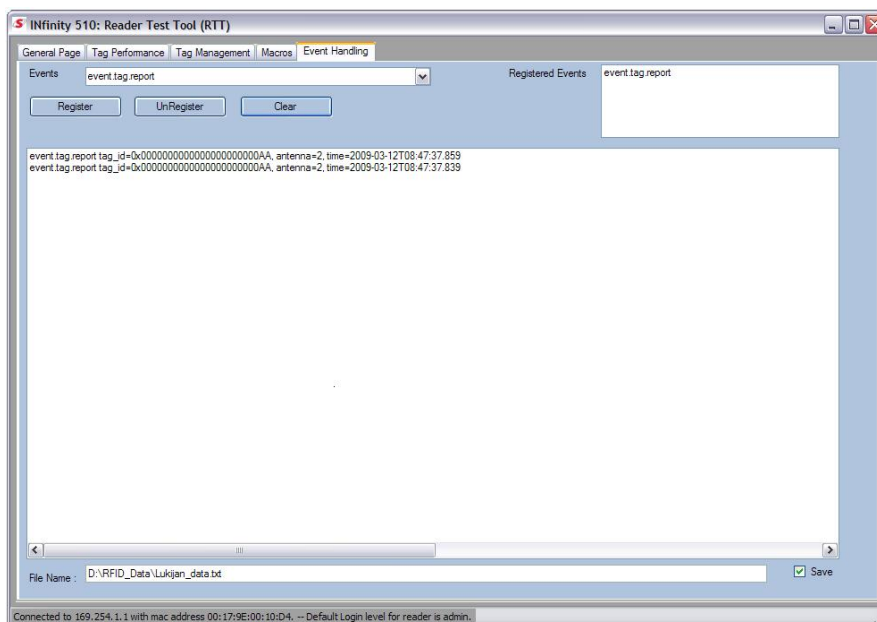 INfinity 510: Reader Test Tool (RTT)
General Page Tag Performance Tag Management Macros Event Handling
Events event.tag.report Registered Events event.tag.report
Register UnRegister Clear
event.tag.report tag_id=0x0000000000000000000000AA, antenna=2, time=2009-03-12T08:47:37.859
event.tag.report tag_id=0x0000000000000000000000AA, antenna=2, time=2009-03-12T08:47:37.839
File Name : D:\RFID_Data\Lukijan_data.txt Save
Connected to 169.254.1.1 with mac address 00:17:9E:00:10:D4. -- Default Login level for reader is admin.